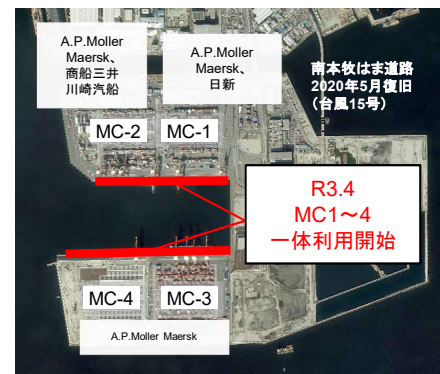 A.P.Moller
Maersk、
商船三井
川崎汽船
A.P.Moller
Maersk、
日新
南本牧はま道路
2020年5月復旧
（台風15号）
MC-2
MC-1
R3.4
MC1～4
一体利用開始
MC-4
MC-3
A.P.Moller Maersk